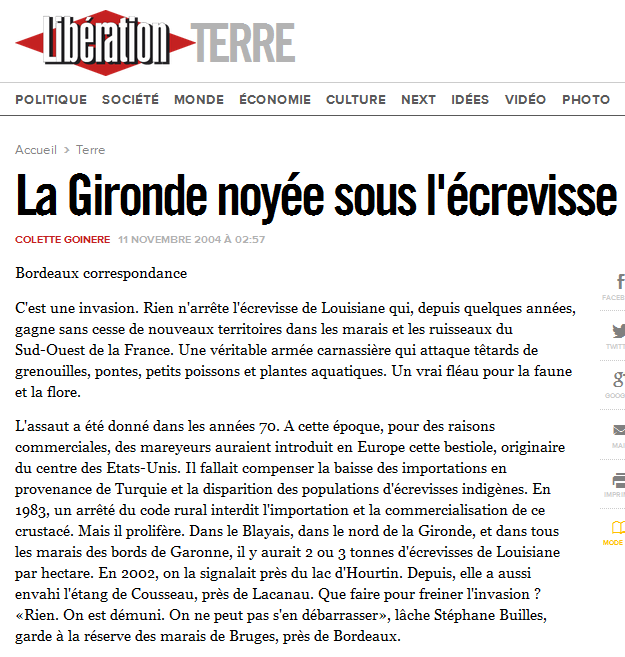 Libération TERRE
POLITIQUE SOCIÉTÉ MONDE ÉCONOMIE CULTURE NEXT IDÉES VIDÉO PHOTO
Accueil > Terre
La Gironde noyée sous l'écrevisse
COLETTE GOINERE 11 NOVEMBRE 2004 À 02:57
Bordeaux correspondance
C'est une invasion. Rien n'arrête l'écrevisse de Louisiane qui, depuis quelques années,
gagne sans cesse de nouveaux territoires dans les marais et les ruisseaux du
Sud-Ouest de la France. Une véritable armée carnassière qui attaque têtards de
grenouilles, pontes, petits poissons et plantes aquatiques. Un vrai fléau pour la faune
et la flore.
L'assaut a été donné dans les années 70. A cette époque, pour des raisons
commerciales, des mareyeurs auraient introduit en Europe cette bestiole, originaire
du centre des Etats-Unis. Il fallait compenser la baisse des importations en
provenance de Turquie et la disparition des populations d'écrevisses indigènes. En
1983, un arrêté du code rural interdit l'importation et la commercialisation de ce
crustacé. Mais il prolifère. Dans le Blayais, dans le nord de la Gironde, et dans tous
les marais des bords de Garonne, il y aurait 2 ou 3 tonnes d'écrevisses de Louisiane
par hectare. En 2002, on la signalait près du lac d'Hourtin. Depuis, elle a aussi
envahi l'étang de Cousseau, près de Lacanau. Que faire pour freiner l'invasion ?
«Rien. On est démuni. On ne peut pas s'en débarrasser», lâche Stéphane Builles,
garde à la réserve des marais de Bruges, près de Bordeaux.
FACEB
TWITT
GOOG
MAI
IMPRIM
MODE